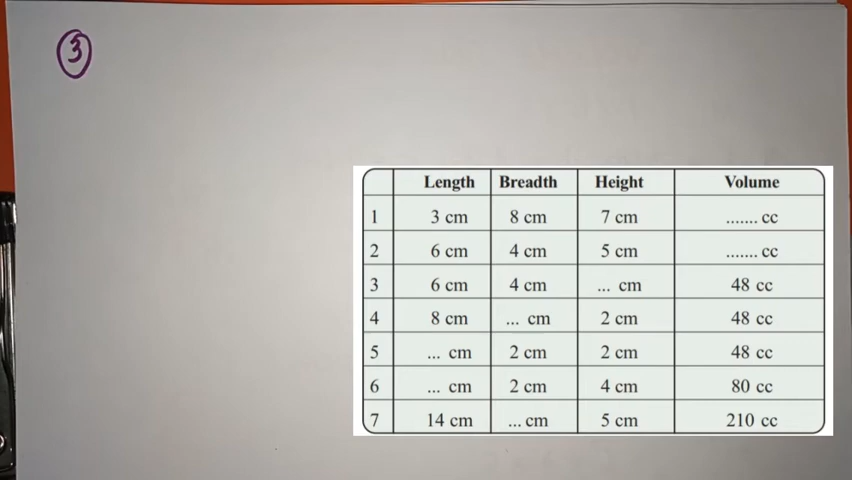 3
Length Breadth Height Volume
1 3 cm 8 cm 7 cm ....... cc
2 6 cm 4 cm 5 cm ....... cc
3 6 cm 4 cm ... cm 48 cc
4 8 cm ... cm 2 cm 48 cc
5 ... cm 2 cm 2 cm 48 cc
6 ... cm 2 cm 4 cm 80 cc
7 14 cm ... cm 5 cm 210 cc